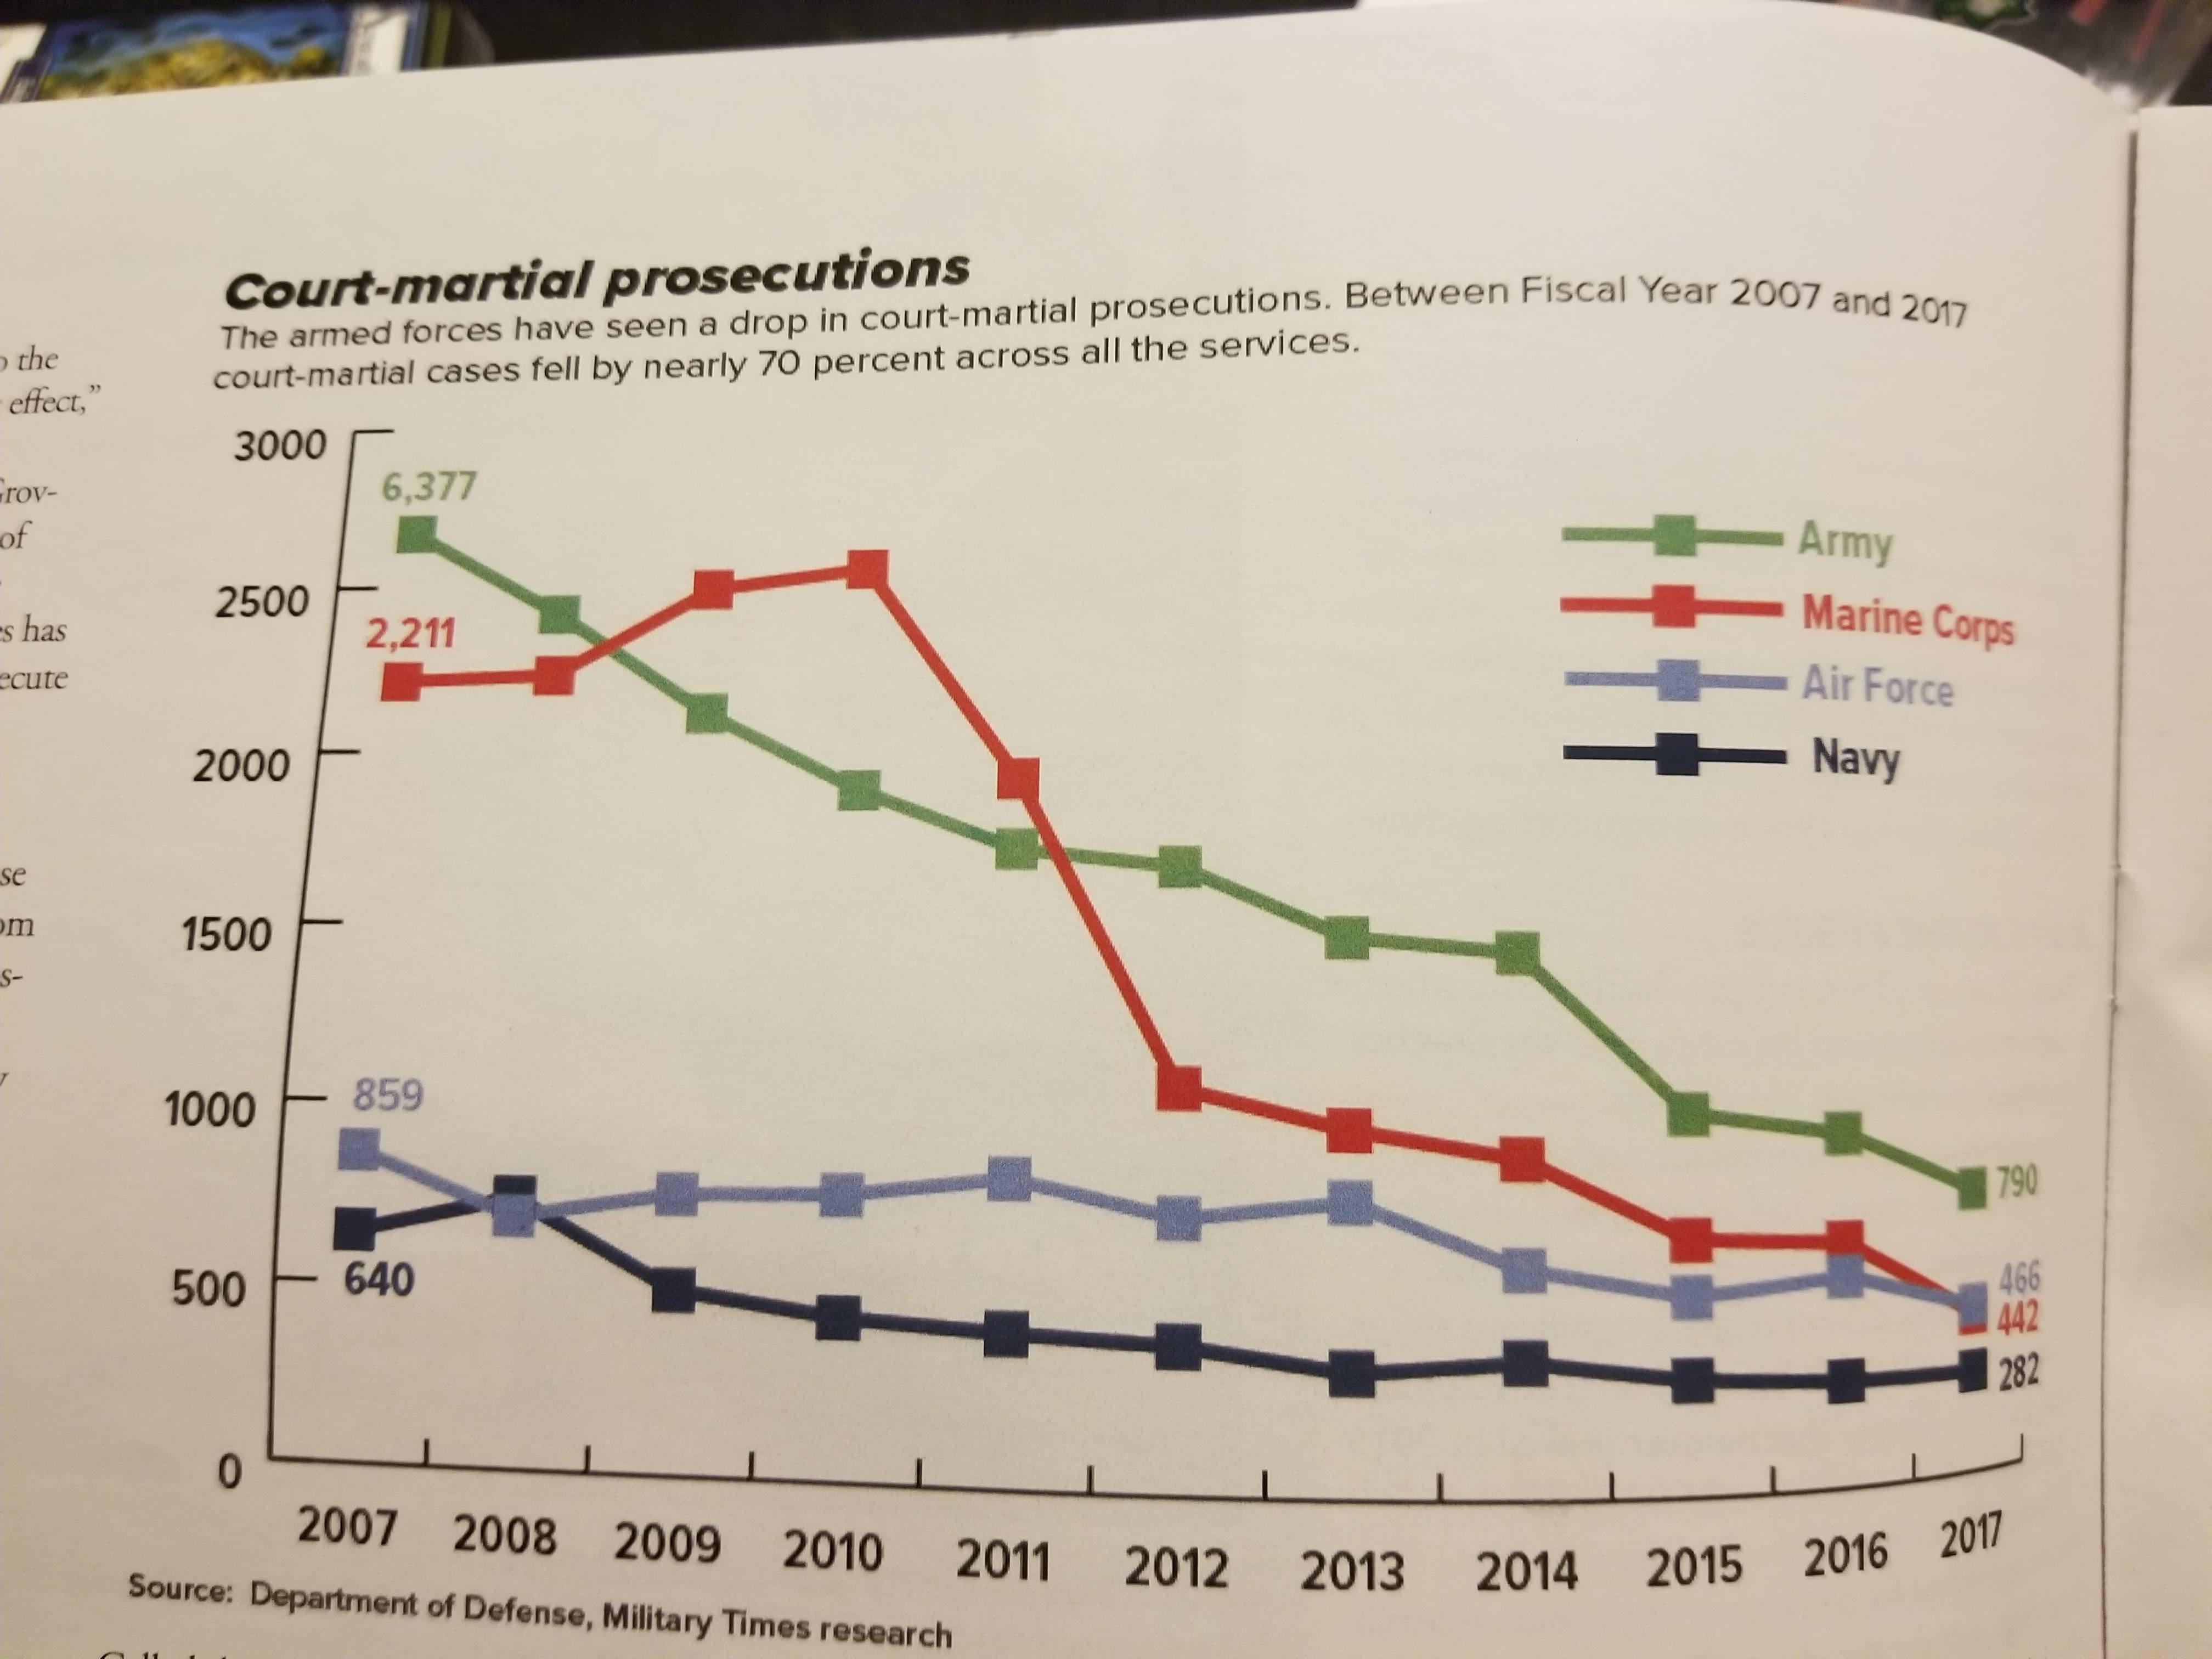 Court-martial prosecutions
The armed forces have seen a drop in court-martial prosecutions. Between Fiscal Year 2007 and 2017
court-martial cases fell by nearly 70 percent across all the services.
the
effect,”
of
s has
ecute
se
om
s-
3000
2500
2000
1500
1000
500
0
6,377
2,211
859
640
Army
Marine Corps
Air Force
Navy
790
466
442
282
2007 2008 2009 2010 2011 2012 2013 2014 2015 2016 2017
Source: Department of Defense, Military Times research